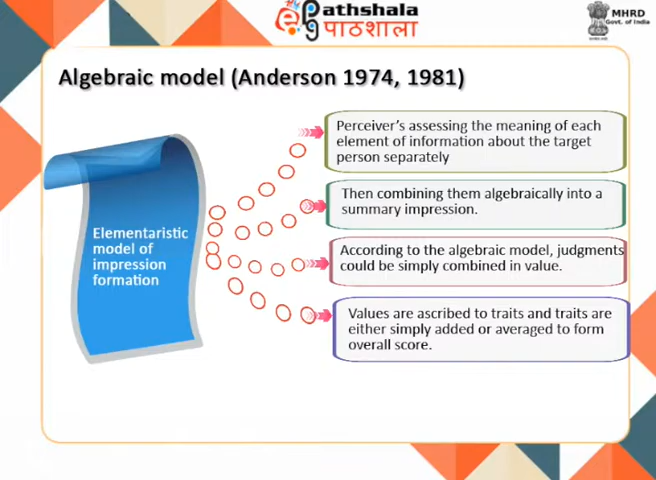 My
ePathshala
पाठशाला
MHRD
Govt. of India
Algebraic model (Anderson 1974, 1981)
Elementaristic
model of
impression
formation
Perceiver's assessing the meaning of each
element of information about the target
person separately
Then combining them algebraically into a
summary impression.
According to the algebraic model, judgments
could be simply combined in value.
Values are ascribed to traits and traits are
either simply added or averaged to form
overall score.